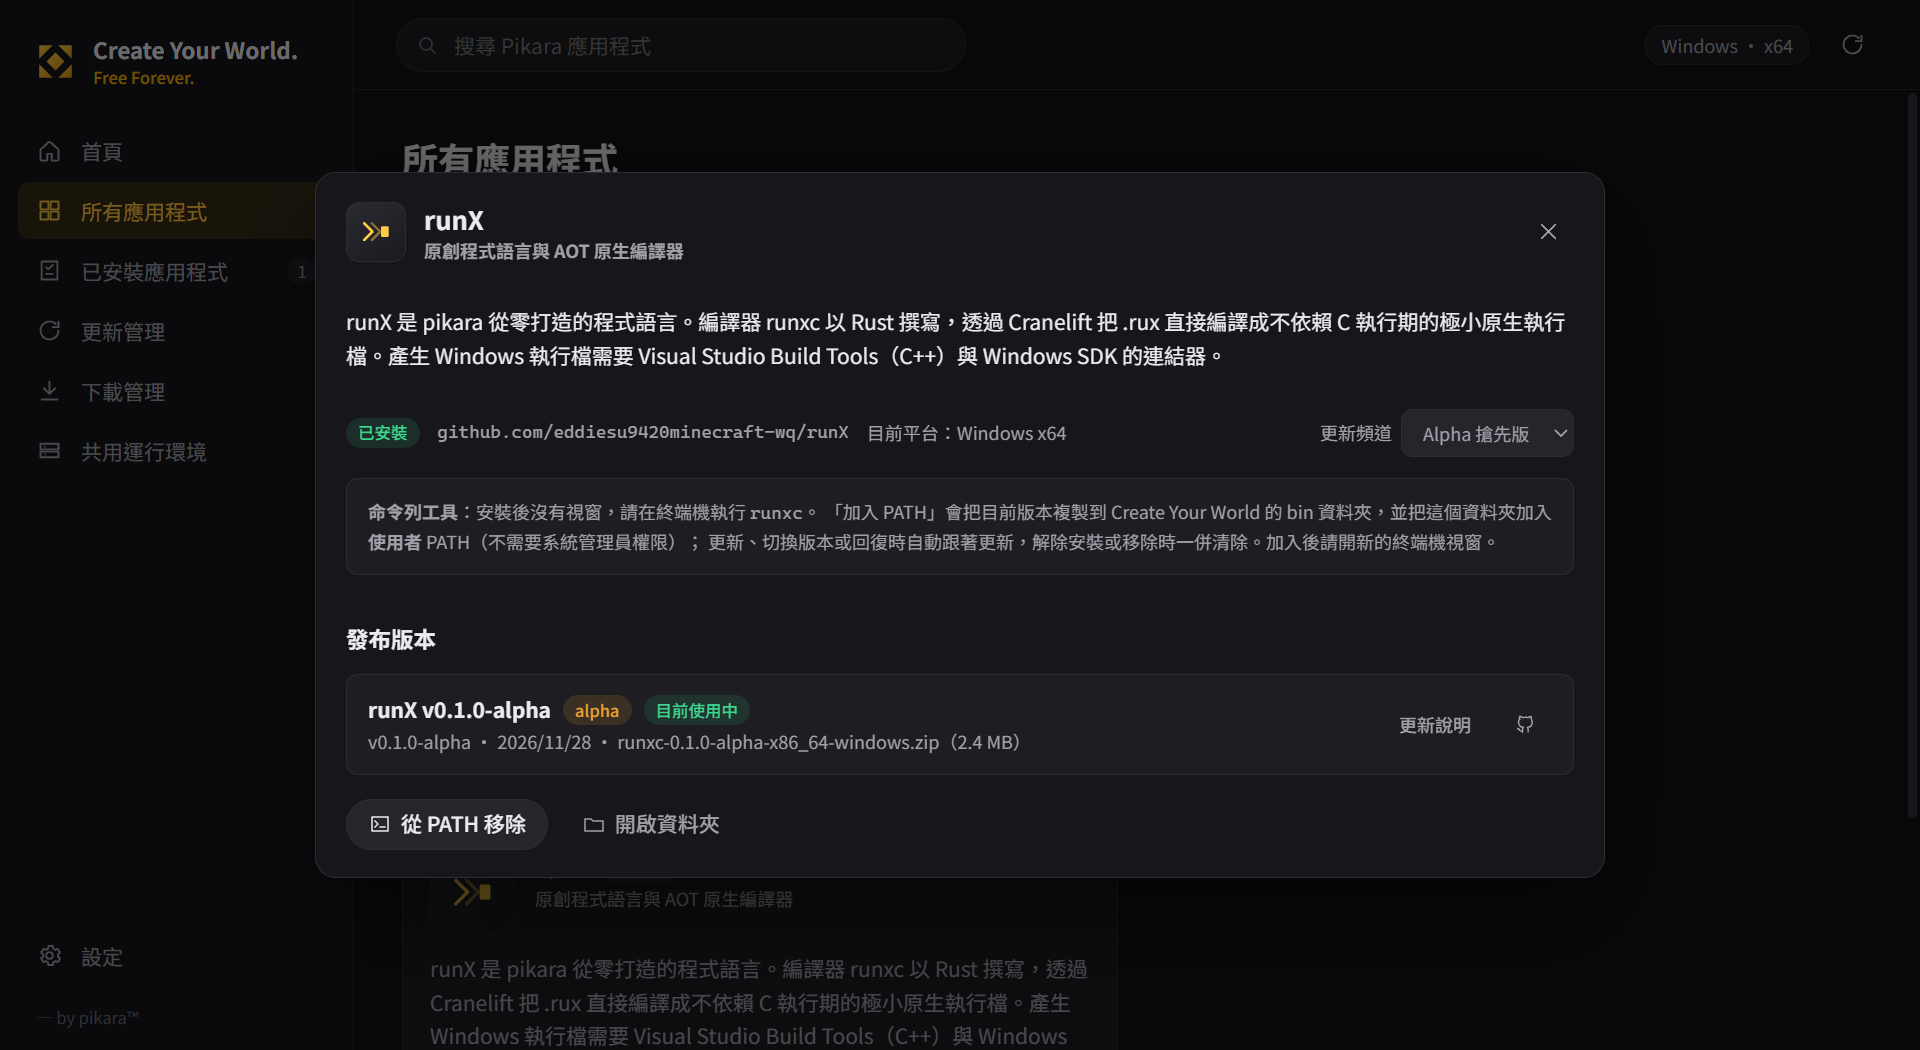 Create Your World.
Free Forever.
搜尋 Pikara 應用程式
Windows • x64
首頁
所有應用程式
已安裝應用程式 1
更新管理
下載管理
共用運行環境
設定
— by pikara™
所有應用程式
runX
原創程式語言與 AOT 原生編譯器
runX 是 pikara 從零打造的程式語言。編譯器 runxc 以 Rust 撰寫，透過 Cranelift 把 .rux 直接編譯成不依賴 C 執行期的極小原生執行
檔。產生 Windows 執行檔需要 Visual Studio Build Tools（C++）與 Windows SDK 的連結器。
已安裝 github.com/eddiesu9420minecraft-wq/runX 目前平台：Windows x64 更新頻道 Alpha 搶先版
命令列工具：安裝後沒有視窗，請在終端機執行 runxc。「加入 PATH」會把目前版本複製到 Create Your World 的 bin 資料夾，並把這個資料夾加入
使用者 PATH（不需要系統管理員權限）；更新、切換版本或回復時自動跟著更新，解除安裝或移除時一併清除。加入後請開新的終端機視窗。
發布版本
runX v0.1.0-alpha alpha 目前使用中
v0.1.0-alpha • 2026/11/28 • runxc-0.1.0-alpha-x86_64-windows.zip（2.4 MB）
更新說明
從 PATH 移除 開啟資料夾
原創程式語言與 AOT 原生編譯器
runX 是 pikara 從零打造的程式語言。編譯器 runxc 以 Rust 撰寫，透過
Cranelift 把 .rux 直接編譯成不依賴 C 執行期的極小原生執行檔。產生
Windows 執行檔需要 Visual Studio Build Tools（C++）與 Windows